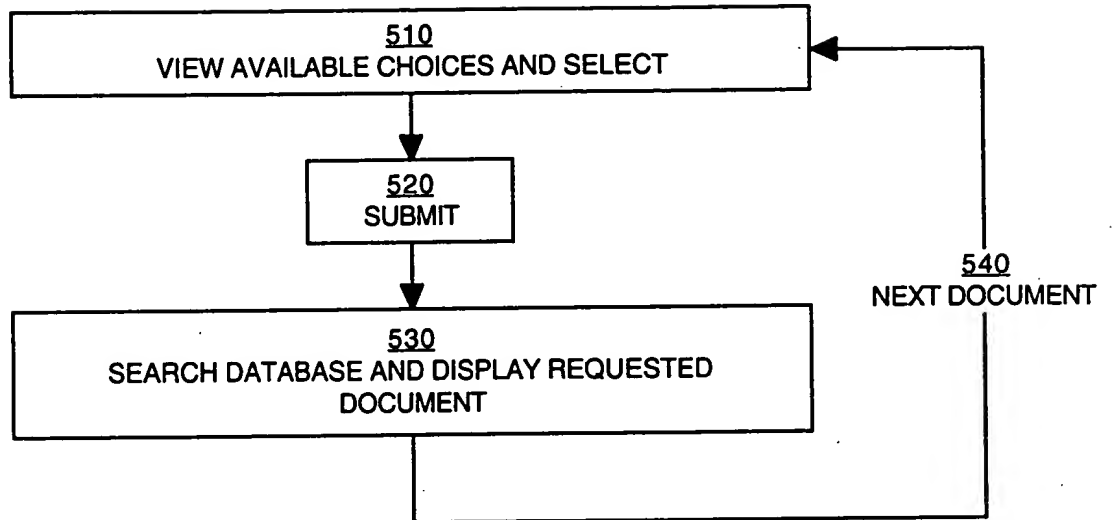 510
VIEW AVAILABLE CHOICES AND SELECT
520
SUBMIT
530
SEARCH DATABASE AND DISPLAY REQUESTED
DOCUMENT
540
NEXT DOCUMENT